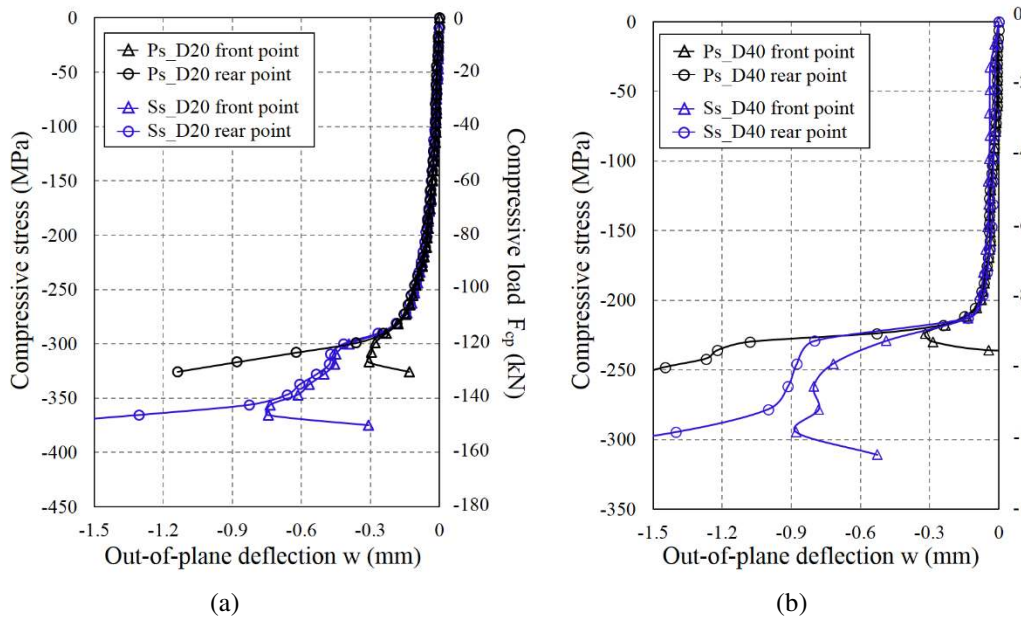 Ps_D20 front point
Ps_D20 rear point
Ss_D20 front point
Ss_D20 rear point
Compressive stress (MPa)
0
-50
-100
-150
-200
-250
-300
-350
-400
-450
0
-20
-40
-60
-80
-100
-120
-140
-160
-180
Compressive load Fcp (kN)
-1.5 -1.2 -0.9 -0.6 -0.3 0
Out-of-plane deflection w (mm)
(a)
Ps_D40 front point
Ps_D40 rear point
Ss_D40 front point
Ss_D40 rear point
Compressive stress (MPa)
0
-50
-100
-150
-200
-250
-300
-350
0
-1.5 -1.2 -0.9 -0.6 -0.3 0
Out-of-plane deflection w (mm)
(b)